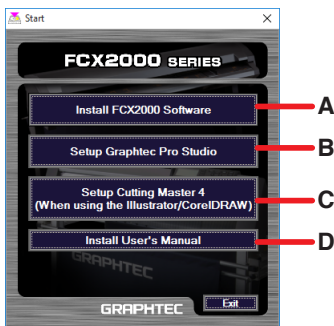 Start
FCX2000 SERIES
Install FCX2000 Software
A
Setup Graphtec Pro Studio
B
Setup Cutting Master 4
(When using the Illustrator/CorelDRAW)
C
Install User's Manual
D
GRAPHTEC
GRAPHTEC
Exit